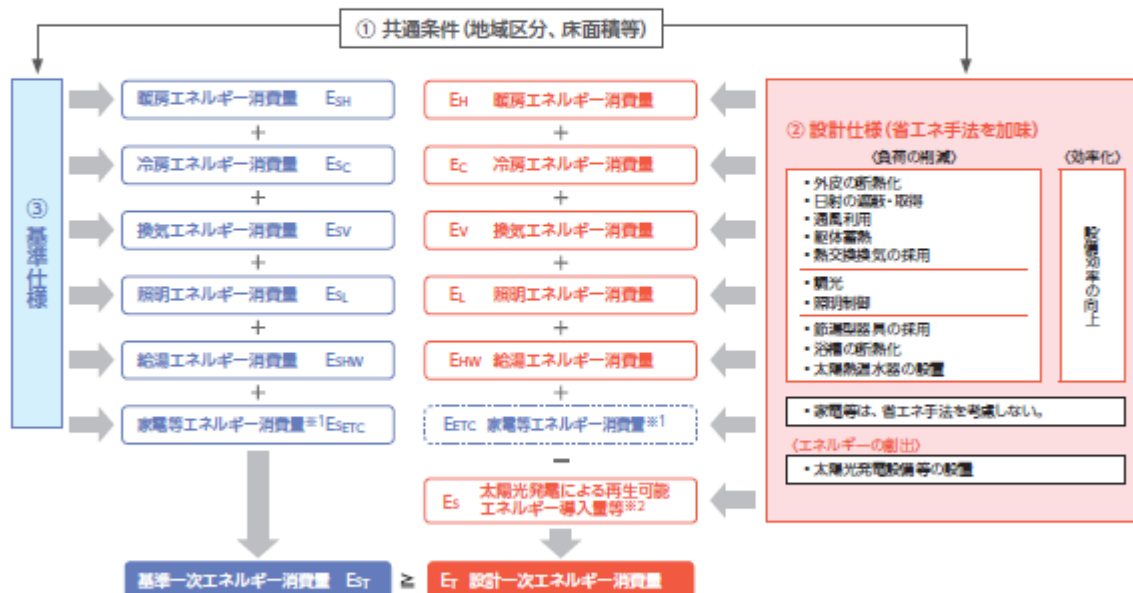 ① 共通条件(地域区分、床面積等)
③ 基準仕様
暖房エネルギー消費量 ESH
+
冷房エネルギー消費量 ESC
+
換気エネルギー消費量 ESV
+
照明エネルギー消費量 ESL
+
給湯エネルギー消費量 ESHW
+
家電等エネルギー消費量※1 ESETC
基準一次エネルギー消費量 EST
≧
EH 暖房エネルギー消費量
+
EC 冷房エネルギー消費量
+
EV 換気エネルギー消費量
+
EL 照明エネルギー消費量
+
EHW 給湯エネルギー消費量
+
EETC 家電等エネルギー消費量※1
−
ES 太陽光発電による再生可能
エネルギー導入量等※2
ET 設計一次エネルギー消費量
② 設計仕様(省エネ手法を加味)
〈負荷の削減〉
・外皮の断熱化
・日射の遮蔽・取得
・通風利用
・躯体蓄熱
・熱交換換気の採用
・調光
・照明制御
・節湯型器具の採用
・浴槽の断熱化
・太陽熱温水器の設置
〈効率化〉
設備効率の向上
・家電等は、省エネ手法を考慮しない。
〈エネルギーの創出〉
・太陽光発電設備等の設置